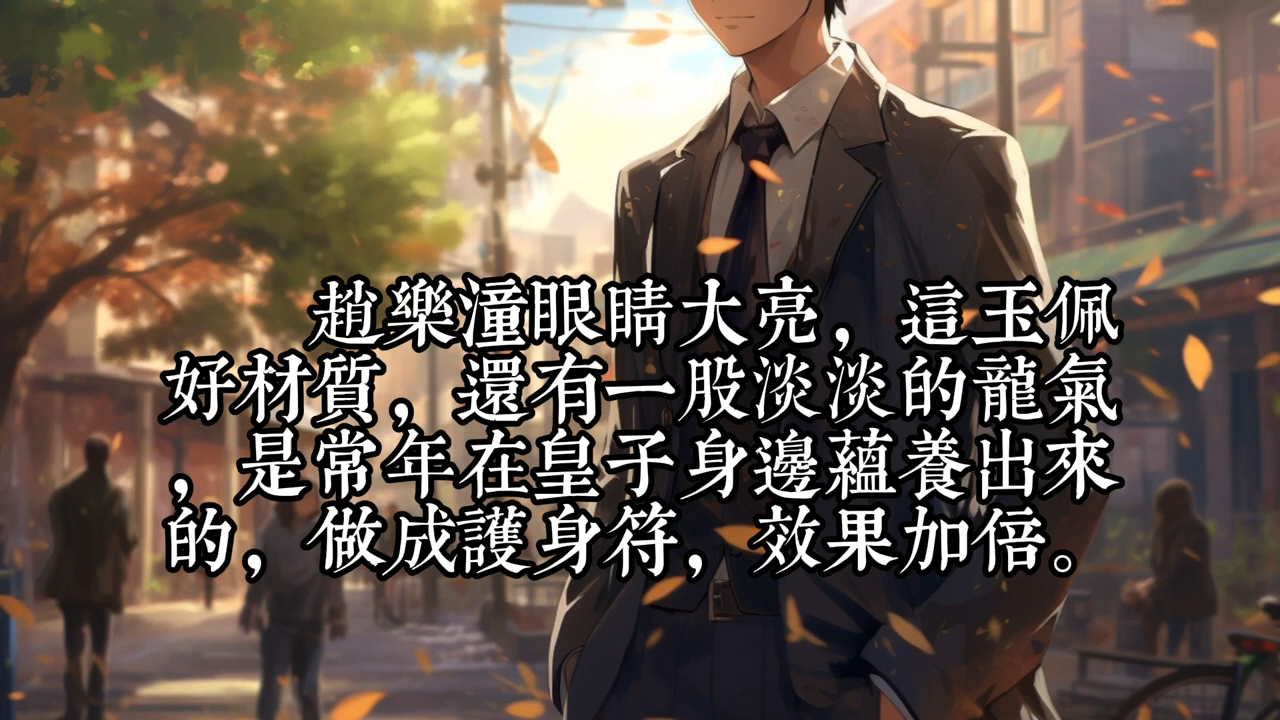 趙樂潼眼睛大亮，這玉佩
好材質，還有一股淡淡的龍氣
，是常年在皇子身邊蘊養出來
的，做成護身符，效果加倍。